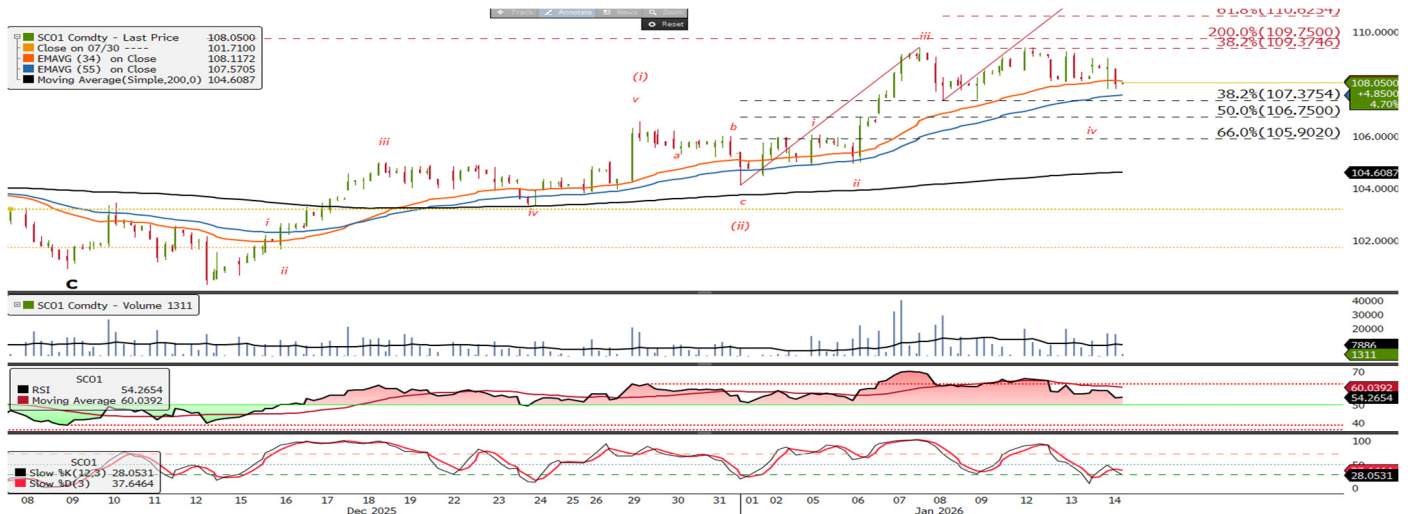 Track Annotate News Zoom
Reset
SCO1 Comdty - Last Price 108.0500
Close on 07/30 ---- 101.7100
EMAVG (34) on Close 108.1172
EMAVG (55) on Close 107.5705
Moving Average(Simple,200,0) 104.6087
61.8%(110.6254)
200.0%(109.7500)
38.2%(109.3746)
38.2%(107.3754)
50.0%(106.7500)
66.0%(105.9020)
110.0000
108.0500
+4.8500
4.70%
106.0000
104.6087
104.0000
102.0000
C
i
ii
iii
iv
(i)
v
a
b
c
(ii)
i
ii
iii
iv
SCO1 Comdty - Volume 1311
40000
30000
20000
7886
1311
SCO1
RSI 54.2654
Moving Average 60.0392
70
60.0392
54.2654
50
40
SCO1
Slow %K(12,3) 28.0531
Slow %D(3) 37.6464
100
50
28.0531
0
08 09 10 11 12 15 16 17 18 19 22 23 24 25 26 29 30 31 01 02 05 06 07 08 09 12 13 14
Dec 2025 Jan 2026